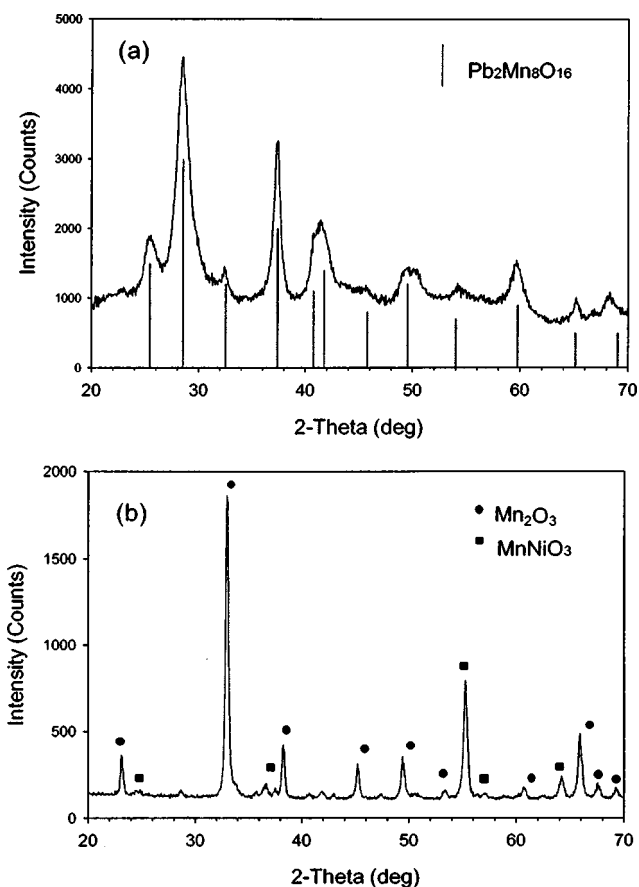 (a)
Pb₂Mn₈O₁₆
5000
4000
3000
2000
1000
0
Intensity (Counts)
20 30 40 50 60 70
2-Theta (deg)
(b)
Mn₂O₃
MnNiO₃
2000
1500
1000
500
0
Intensity (Counts)
20 30 40 50 60 70
2-Theta (deg)